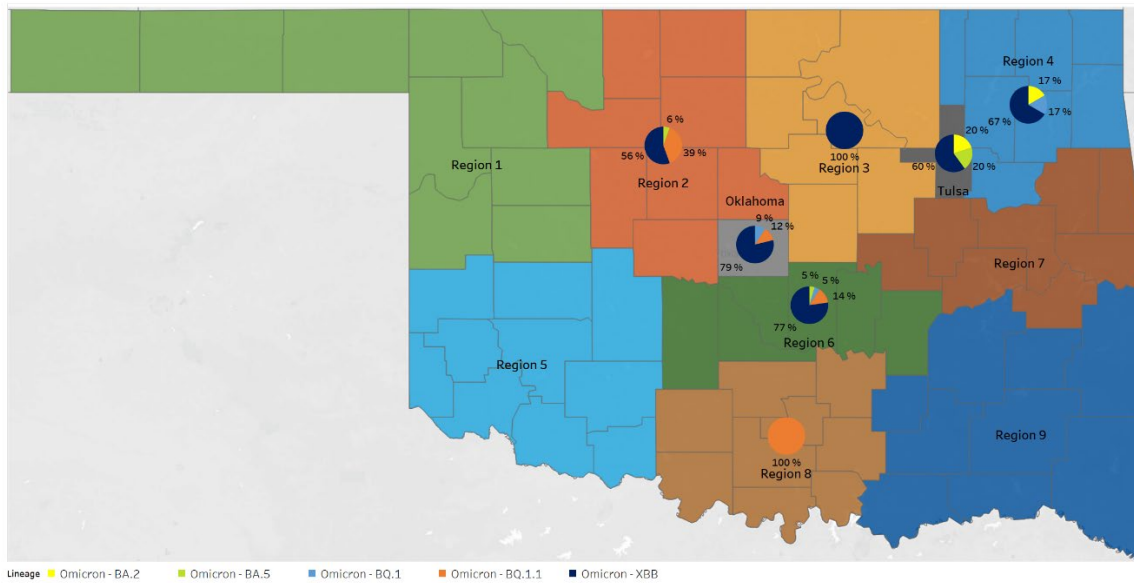 Region 4
17 %
6 %
20 %
67 %
17 %
56 %
39 %
100 %
60 %
20 %
Region 1
Region 2
Region 3
Tulsa
Oklahoma
9 %
12 %
Region 7
79 %
5 %
5 %
14 %
77 %
Region 6
Region 5
Region 9
100 %
Region 8
Lineage Omicron - BA.2 Omicron - BA.5 Omicron - BQ.1 Omicron - BQ.1.1 Omicron - XBB